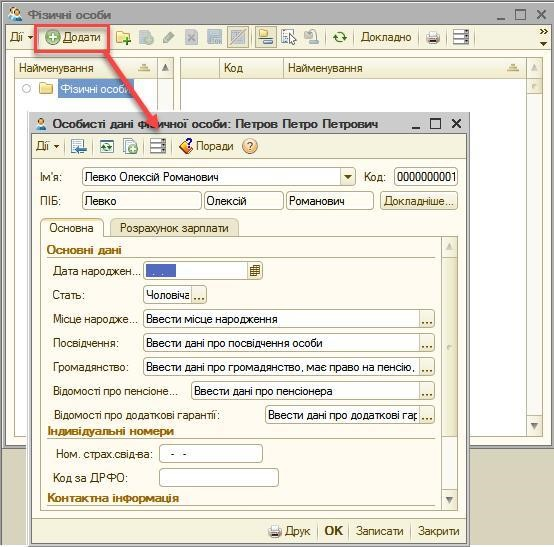 Фізичні особи
Дії Додати Докладно
Найменування Код Найменування
Фізичні особи
Особисті дані фізичної особи: Петров Петро Петрович
Дії Поради
Ім'я: Левко Олексій Романович Код: 0000000001
ПІБ: Левко Олексій Романович Докладніше...
Основна Розрахунок зарплати
Основні дані
Дата народжен... . .
Стать: Чоловіча ...
Місце народже... Ввести місце народження ...
Посвідчення: Ввести дані про посвідчення особи ...
Громадянство: Ввести дані про громадянство, має право на пенсію, ...
Відомості про пенсіоне... Ввести дані про пенсіонера ...
Відомості про додаткові гарантії: Ввести дані про додаткові гар ...
Індивідуальні номери
Ном. страх.свід-ва: - -
Код за ДРФО:
Контактна інформація
Друк OK Записати Закрити